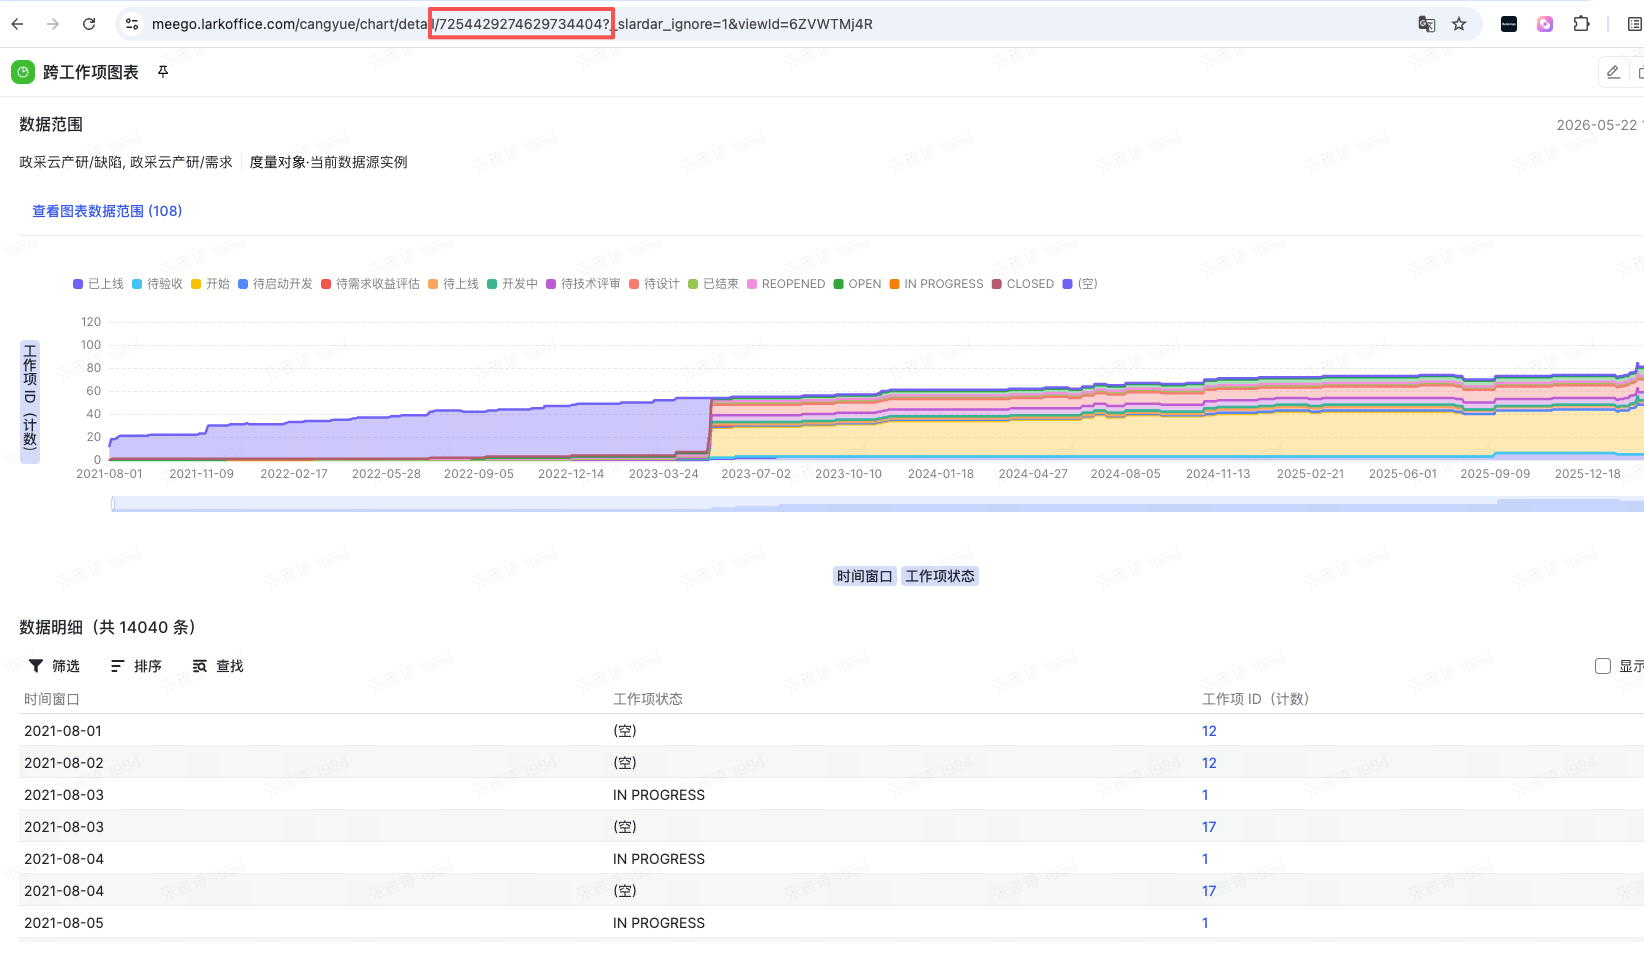 meego.larkoffice.com/cangyue/chart/detail/7254429274629734404?_slardar_ignore=1&viewId=6ZVWTMj4R
跨工作项图表
数据范围
2026-05-22
政采云产研/缺陷, 政采云产研/需求 度量对象·当前数据源实例
查看图表数据范围 (108)
已上线 待验收 开始 待启动开发 待需求收益评估 待上线 开发中 待技术评审 待设计 已结束 REOPENED OPEN IN PROGRESS CLOSED (空)
工作项 ID（计数）
120
100
80
60
40
20
0
2021-08-01 2021-11-09 2022-02-17 2022-05-28 2022-09-05 2022-12-14 2023-03-24 2023-07-02 2023-10-10 2024-01-18 2024-04-27 2024-08-05 2024-11-13 2025-02-21 2025-06-01 2025-09-09 2025-12-18
时间窗口 工作项状态
数据明细（共 14040 条）
筛选 排序 查找 显示
时间窗口 工作项状态 工作项 ID（计数）
2021-08-01 (空) 12
2021-08-02 (空) 12
2021-08-03 IN PROGRESS 1
2021-08-03 (空) 17
2021-08-04 IN PROGRESS 1
2021-08-04 (空) 17
2021-08-05 IN PROGRESS 1
张雅琦 1984